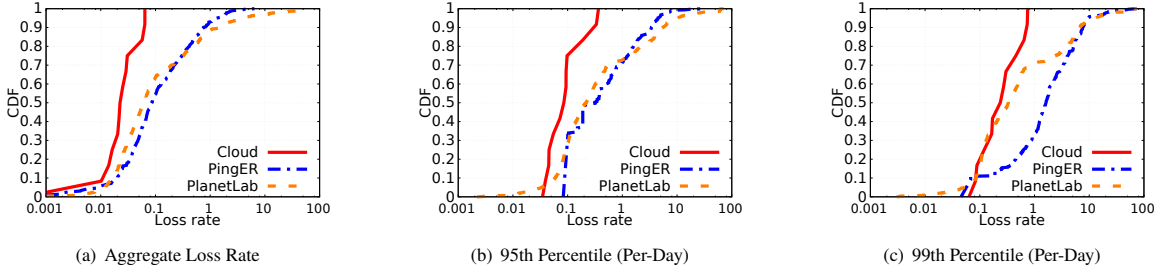 CDF
1
0.9
0.8
0.7
0.6
0.5
0.4
0.3
0.2
0.1
0
Cloud
PingER
PlanetLab
0.001 0.01 0.1 1 10 100
Loss rate
(a) Aggregate Loss Rate
CDF
1
0.9
0.8
0.7
0.6
0.5
0.4
0.3
0.2
0.1
0
Cloud
PingER
PlanetLab
0.001 0.01 0.1 1 10 100
Loss rate
(b) 95th Percentile (Per-Day)
CDF
1
0.9
0.8
0.7
0.6
0.5
0.4
0.3
0.2
0.1
0
Cloud
PingER
PlanetLab
0.001 0.01 0.1 1 10 100
Loss rate
(c) 99th Percentile (Per-Day)